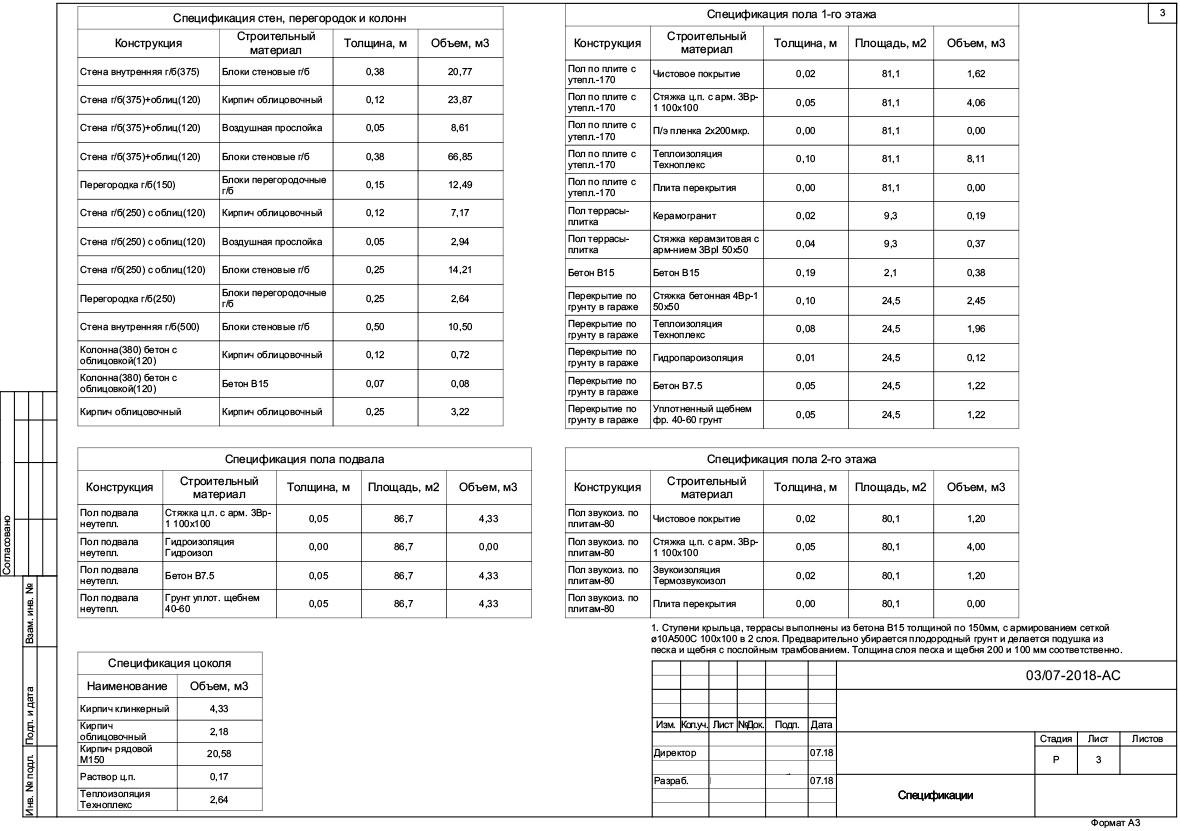 3
Спецификация стен, перегородок и колонн
Конструкция Строительный материал Толщина, м Объем, м3
Стена внутренняя г/б(375) Блоки стеновые г/б 0,38 20,77
Стена г/б(375)+облиц(120) Кирпич облицовочный 0,12 23,87
Стена г/б(375)+облиц(120) Воздушная прослойка 0,05 8,61
Стена г/б(375)+облиц(120) Блоки стеновые г/б 0,38 66,85
Перегородка г/б(150) Блоки перегородочные г/б 0,15 12,49
Стена г/б(250) с облиц(120) Кирпич облицовочный 0,12 7,17
Стена г/б(250) с облиц(120) Воздушная прослойка 0,05 2,94
Стена г/б(250) с облиц(120) Блоки стеновые г/б 0,25 14,21
Перегородка г/б(250) Блоки перегородочные г/б 0,25 2,64
Стена внутренняя г/б(500) Блоки стеновые г/б 0,50 10,50
Колонна(380) бетон с облицовкой(120) Кирпич облицовочный 0,12 0,72
Колонна(380) бетон с облицовкой(120) Бетон В15 0,07 0,08
Кирпич облицовочный Кирпич облицовочный 0,25 3,22
Спецификация пола 1-го этажа
Конструкция Строительный материал Толщина, м Площадь, м2 Объем, м3
Пол по плите с утепл.-170 Чистовое покрытие 0,02 81,1 1,62
Пол по плите с утепл.-170 Стяжка ц.п. с арм. 3Вр-1 100х100 0,05 81,1 4,06
Пол по плите с утепл.-170 П/э пленка 2х200мкр. 0,00 81,1 0,00
Пол по плите с утепл.-170 Теплоизоляция Техноплекс 0,10 81,1 8,11
Пол по плите с утепл.-170 Плита перекрытия 0,00 81,1 0,00
Пол террасы-плитка Керамогранит 0,02 9,3 0,19
Пол террасы-плитка Стяжка керамзитовая с арм-нием 3ВрI 50х50 0,04 9,3 0,37
Бетон В15 Бетон В15 0,19 2,1 0,38
Перекрытие по грунту в гараже Стяжка бетонная 4Вр-1 50х50 0,10 24,5 2,45
Перекрытие по грунту в гараже Теплоизоляция Техноплекс 0,08 24,5 1,96
Перекрытие по грунту в гараже Гидропароизоляция 0,01 24,5 0,12
Перекрытие по грунту в гараже Бетон В7.5 0,05 24,5 1,22
Перекрытие по грунту в гараже Уплотненный щебнем фр. 40-60 грунт 0,05 24,5 1,22
Спецификация пола подвала
Конструкция Строительный материал Толщина, м Площадь, м2 Объем, м3
Пол подвала неутепл. Стяжка ц.п. с арм. 3Вр-1 100х100 0,05 86,7 4,33
Пол подвала неутепл. Гидроизоляция Гидроизол 0,00 86,7 0,00
Пол подвала неутепл. Бетон В7.5 0,05 86,7 4,33
Пол подвала неутепл. Грунт уплот. щебнем 40-60 0,05 86,7 4,33
Спецификация пола 2-го этажа
Конструкция Строительный материал Толщина, м Площадь, м2 Объем, м3
Пол звукоиз. по плитам-80 Чистовое покрытие 0,02 80,1 1,20
Пол звукоиз. по плитам-80 Стяжка ц.п. с арм. 3Вр-1 100х100 0,05 80,1 4,00
Пол звукоиз. по плитам-80 Звукоизоляция Термозвукоизол 0,02 80,1 1,20
Пол звукоиз. по плитам-80 Плита перекрытия 0,00 80,1 0,00
1. Ступени крыльца, террасы выполнены из бетона В15 толщиной по 150мм, с армированием сеткой
ø10А500С 100х100 в 2 слоя. Предварительно убирается плодородный грунт и делается подушка из
песка и щебня с послойным трамбованием. Толщина слоя песка и щебня 200 и 100 мм соответственно.
Спецификация цоколя
Наименование Объем, м3
Кирпич клинкерный 4,33
Кирпич облицовочный 2,18
Кирпич рядовой М150 20,58
Раствор ц.п. 0,17
Теплоизоляция Техноплекс 2,64
Согласовано
Взам. инв. №
Подп. и дата
Инв. № подл.
03/07-2018-АС
Изм. Кол.уч. Лист №Док. Подп. Дата
Директор 07.18
Разраб. 07.18
Стадия Лист Листов
Р 3
Спецификации
Формат А3